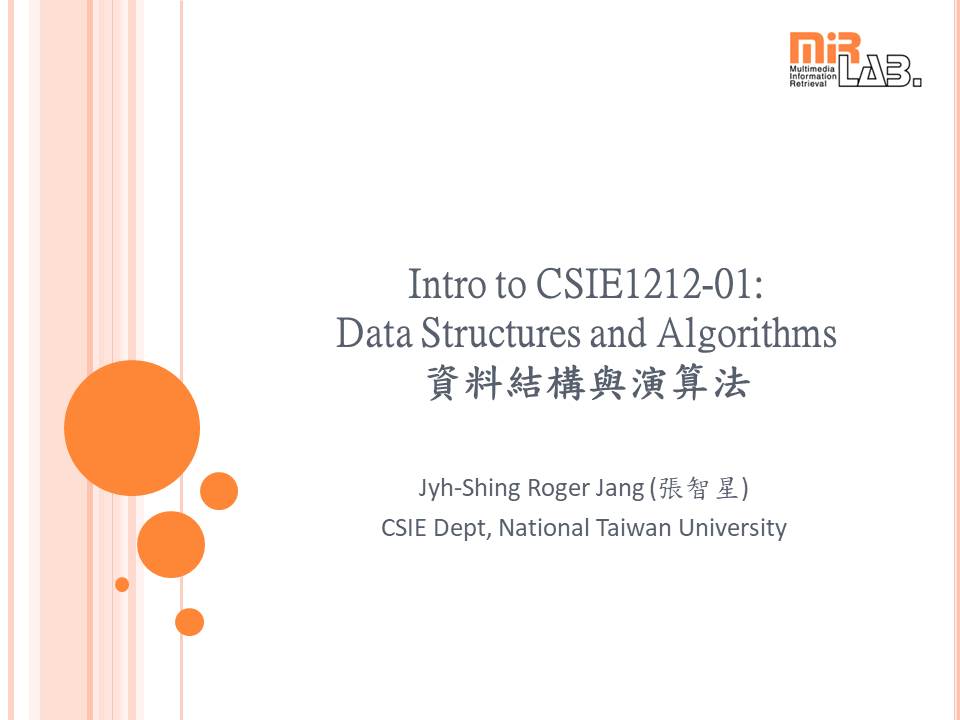 MiR
Multimedia
Information
Retrieval
LAB.
Intro to CSIE1212-01:
Data Structures and Algorithms
資料結構與演算法
Jyh-Shing Roger Jang (張智星)
CSIE Dept, National Taiwan University